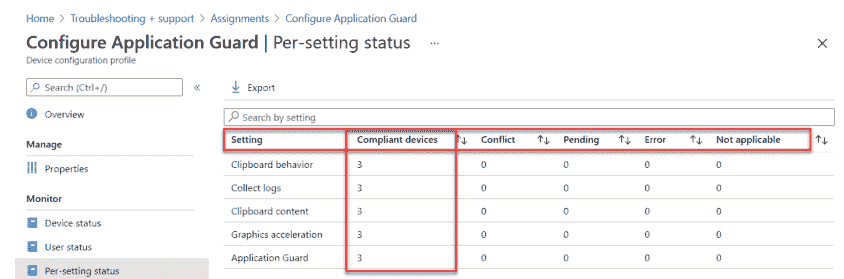 Home > Troubleshooting + support > Assignments > Configure Application Guard
Configure Application Guard | Per-setting status ...
Device configuration profile
Search (Ctrl+/) «
Overview
Manage
Properties
Monitor
Device status
User status
Per-setting status
Export
Search by setting
Setting Compliant devices ↑↓ Conflict ↑↓ Pending ↑↓ Error ↑↓ Not applicable ↑↓
Clipboard behavior 3 0 0 0 0
Collect logs 3 0 0 0 0
Clipboard content 3 0 0 0 0
Graphics acceleration 3 0 0 0 0
Application Guard 3 0 0 0 0